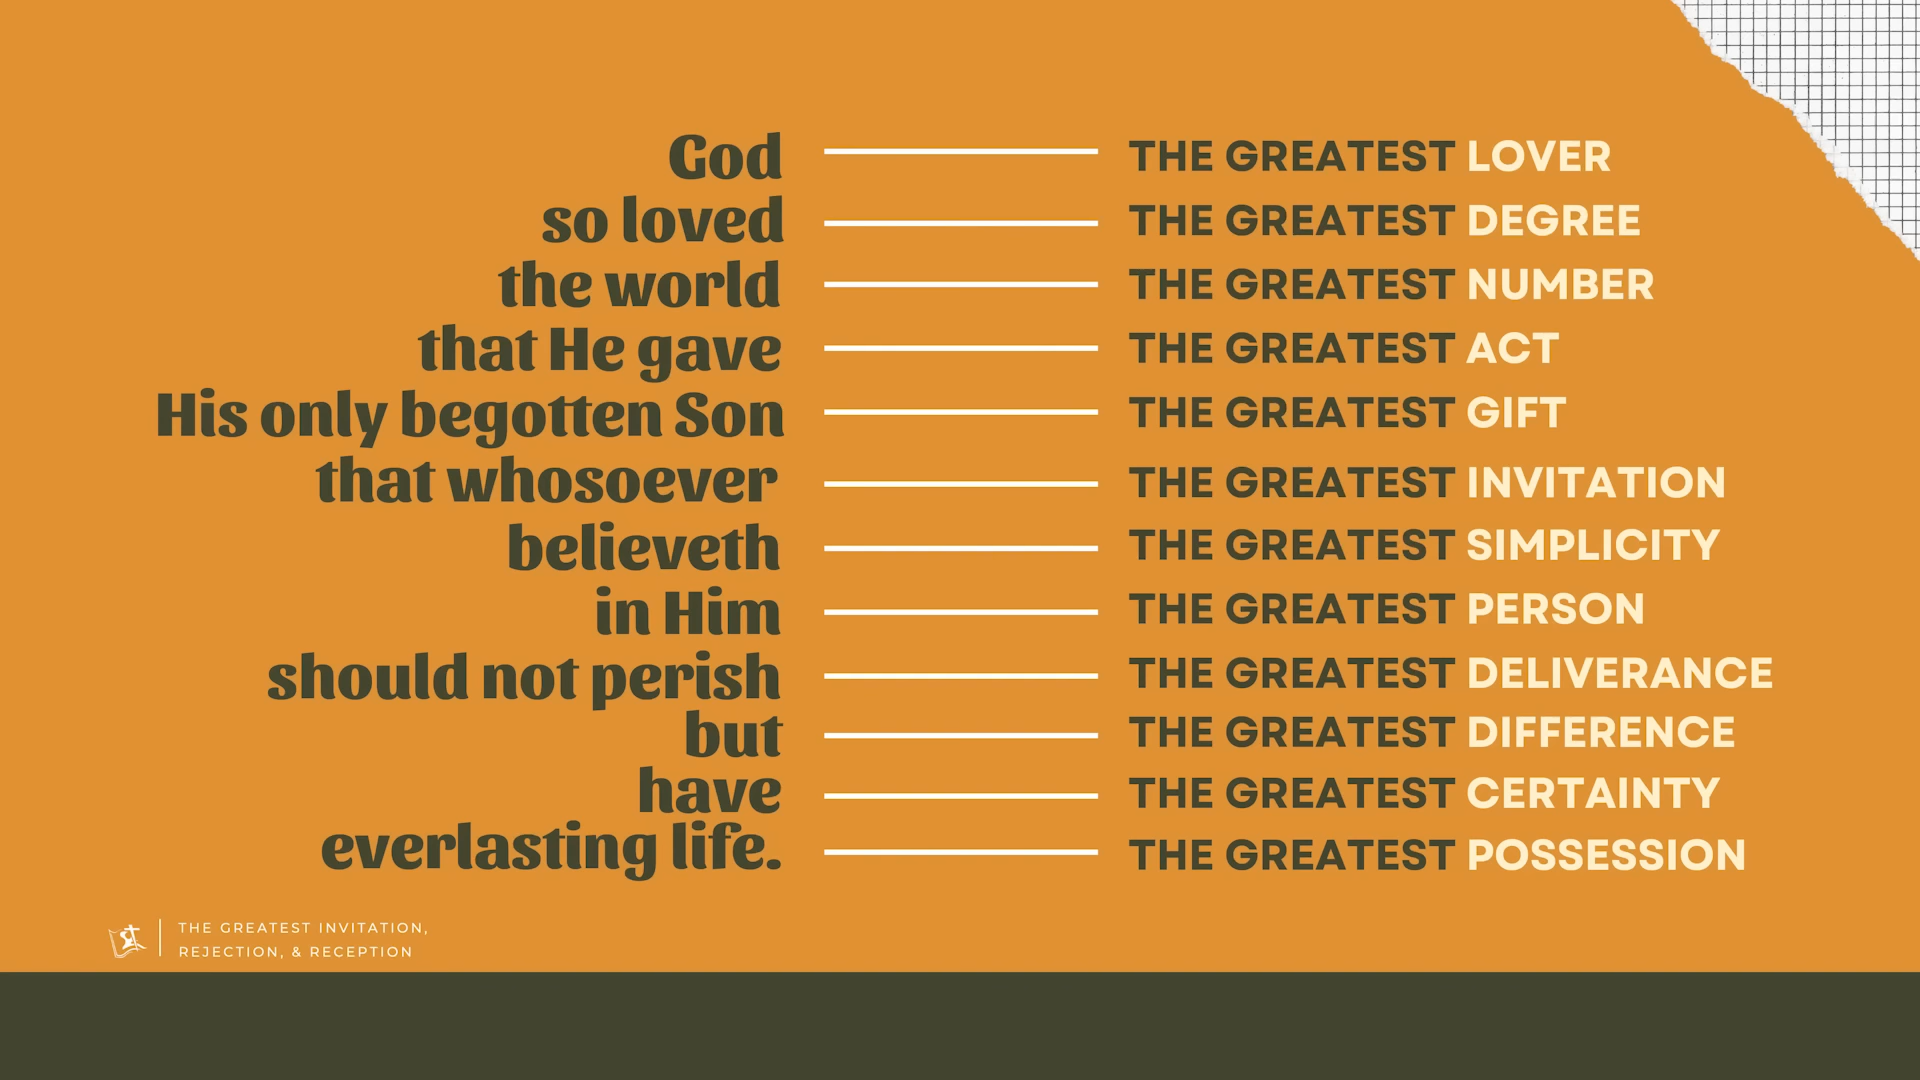 God THE GREATEST LOVER
so loved THE GREATEST DEGREE
the world THE GREATEST NUMBER
that He gave THE GREATEST ACT
His only begotten Son THE GREATEST GIFT
that whosoever THE GREATEST INVITATION
believeth THE GREATEST SIMPLICITY
in Him THE GREATEST PERSON
should not perish THE GREATEST DELIVERANCE
but THE GREATEST DIFFERENCE
have THE GREATEST CERTAINTY
everlasting life. THE GREATEST POSSESSION
THE GREATEST INVITATION,
REJECTION, & RECEPTION